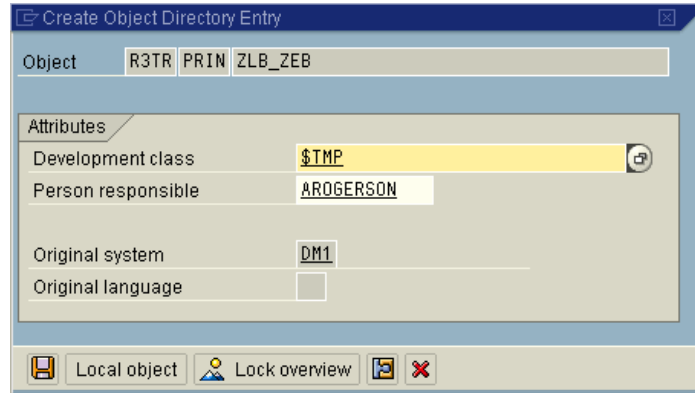 Create Object Directory Entry
Object R3TR PRIN ZLB_ZEB
Attributes
Development class $TMP
Person responsible AROGERSON
Original system DM1
Original language
Local object Lock overview